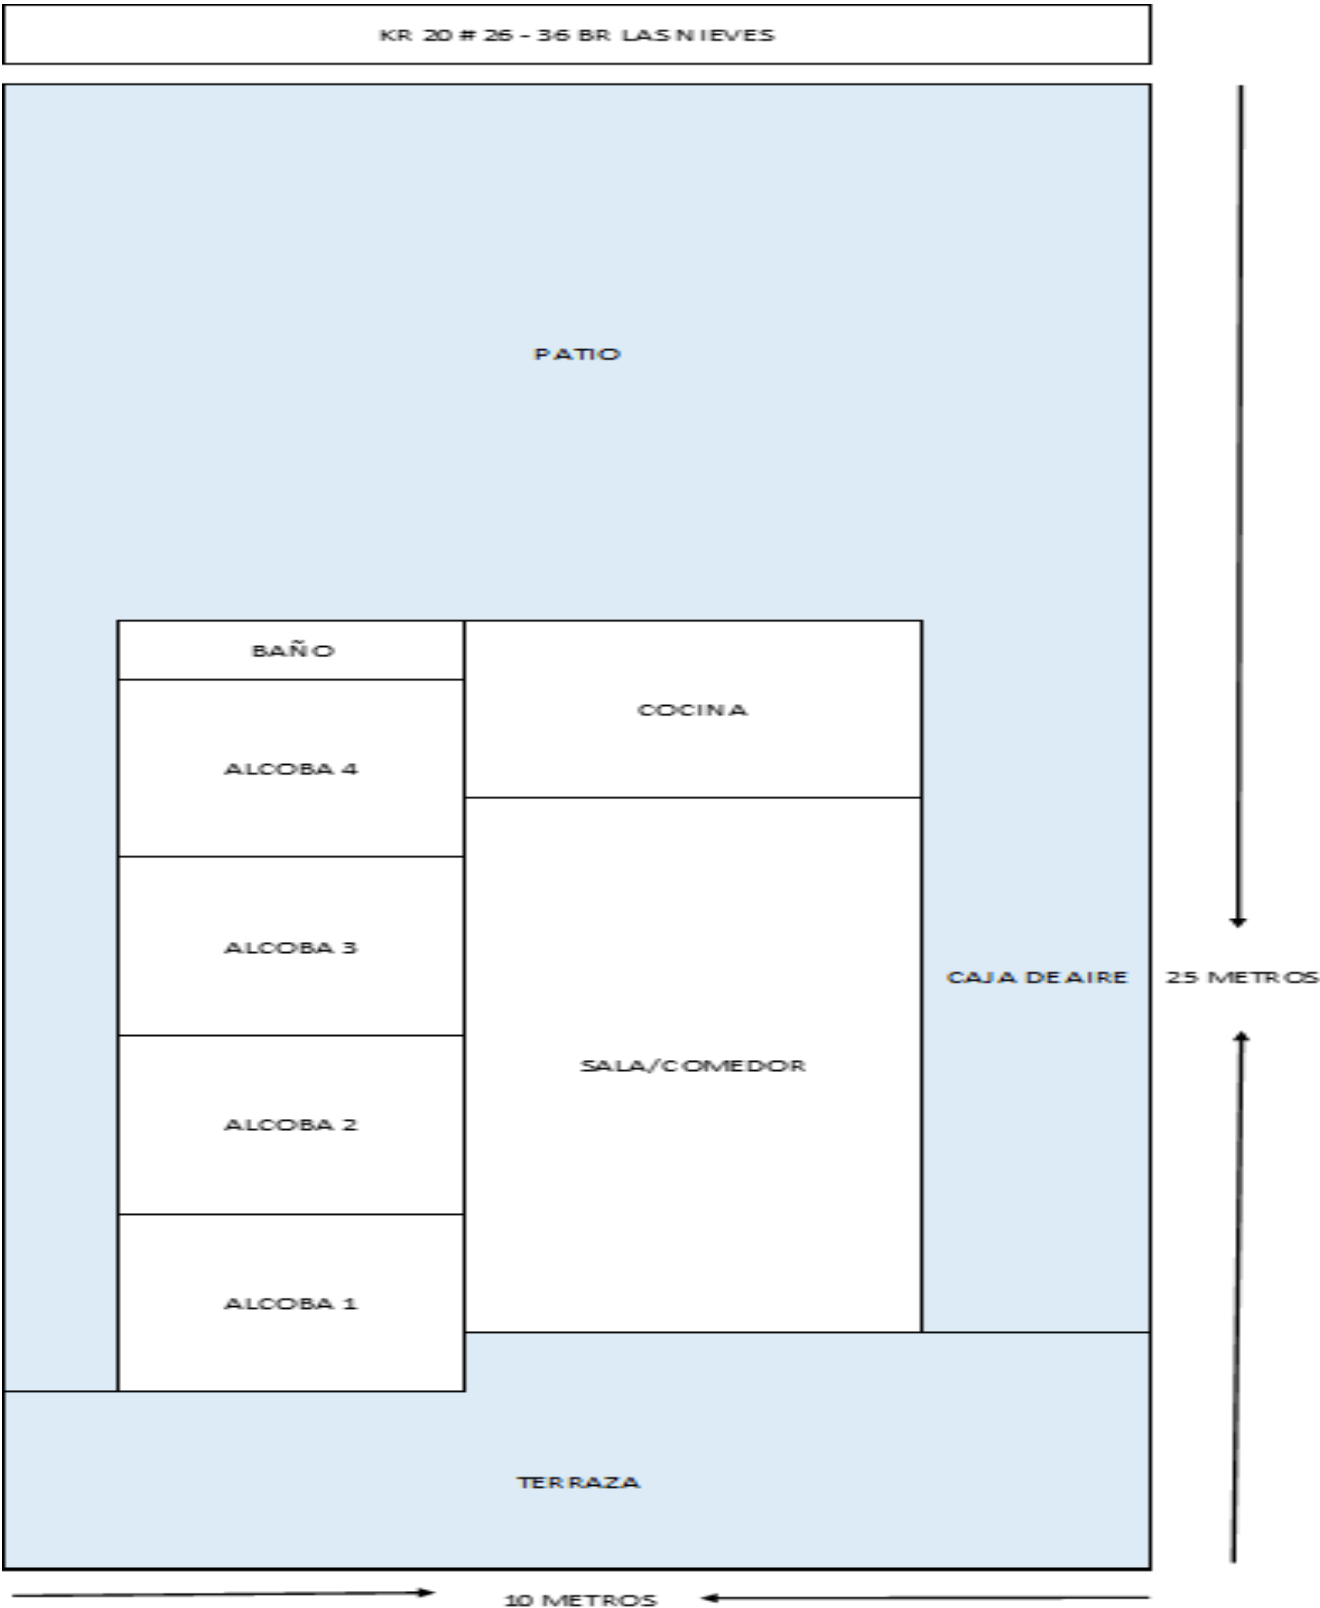 KR 20 # 26 - 36 BR LAS NIEVES
PATIO
BAÑO
COCINA
ALCOBA 4
ALCOBA 3
CAJA DE AIRE
25 METROS
SALA/COMEDOR
ALCOBA 2
ALCOBA 1
TERRAZA
10 METROS